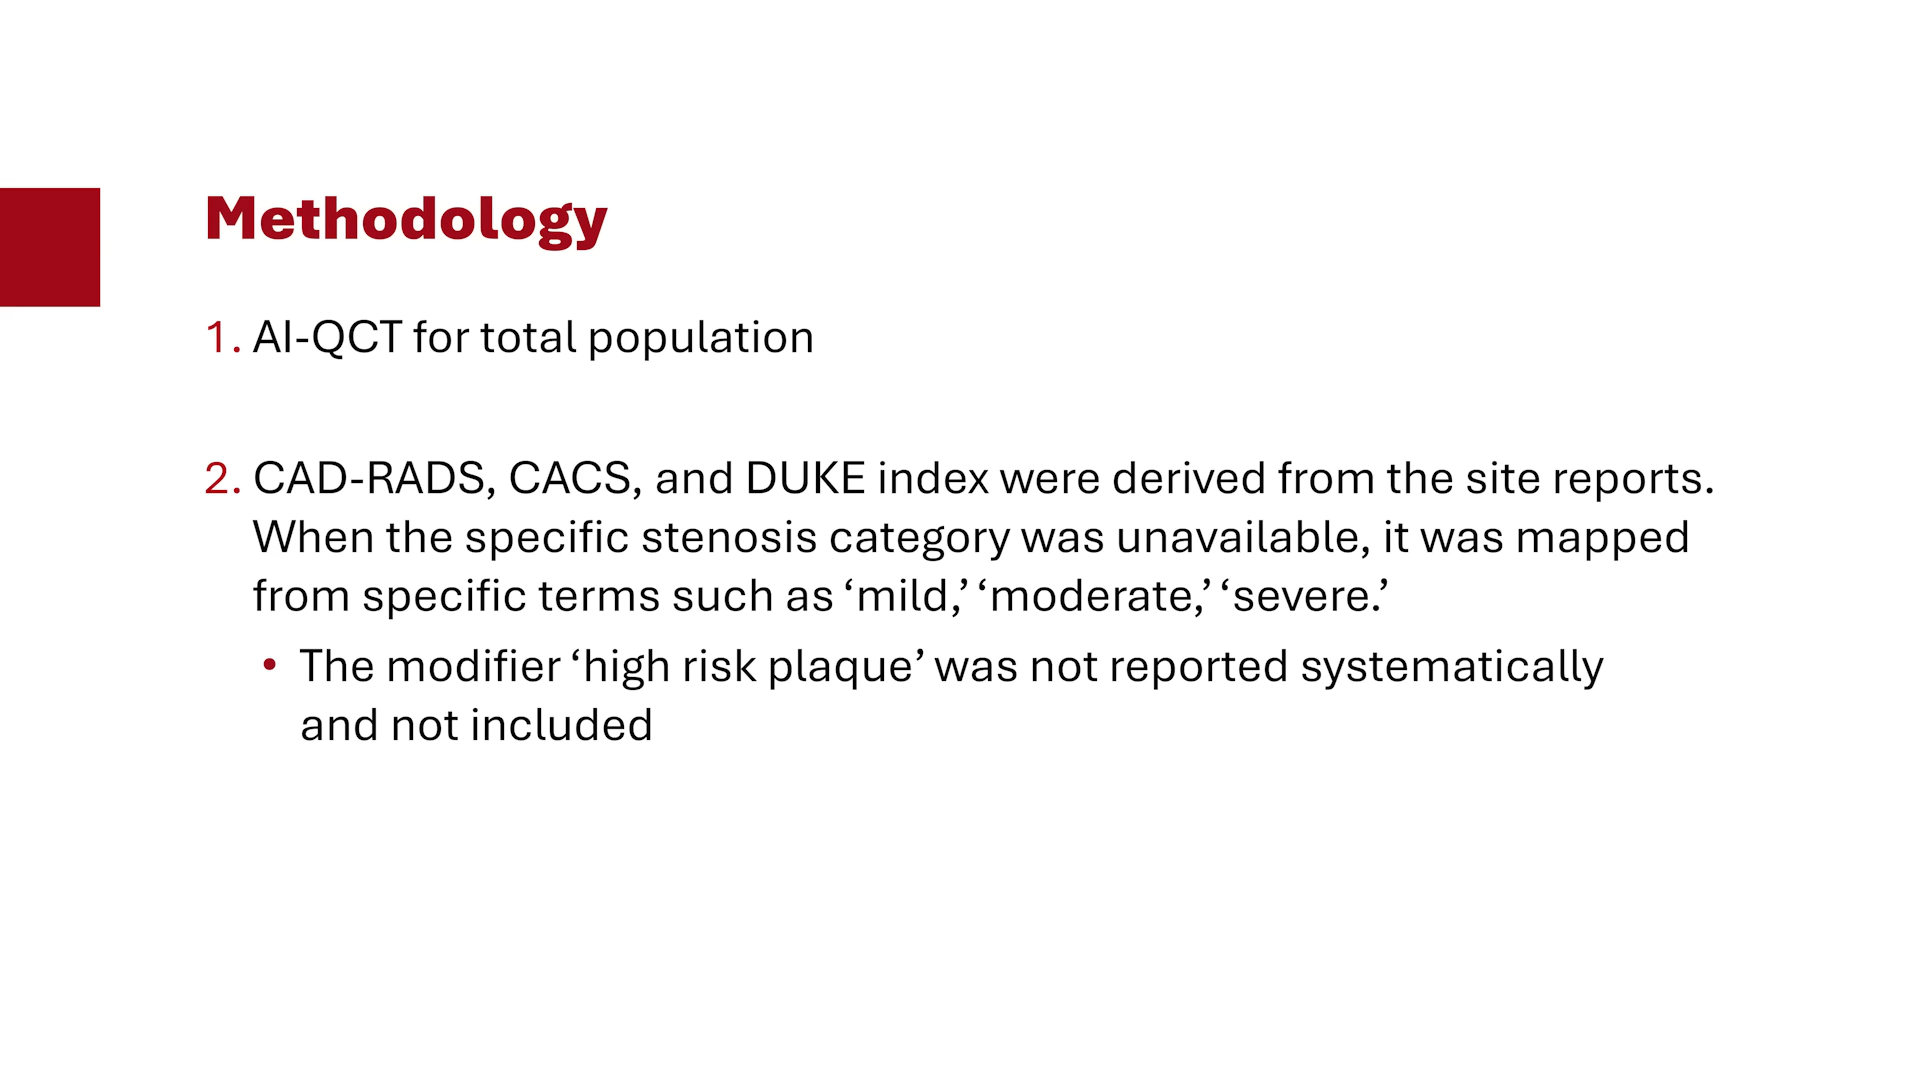 Methodology
1. AI-QCT for total population
2. CAD-RADS, CACS, and DUKE index were derived from the site reports.
When the specific stenosis category was unavailable, it was mapped
from specific terms such as ‘mild,’ ‘moderate,’ ‘severe.’
• The modifier ‘high risk plaque’ was not reported systematically
and not included